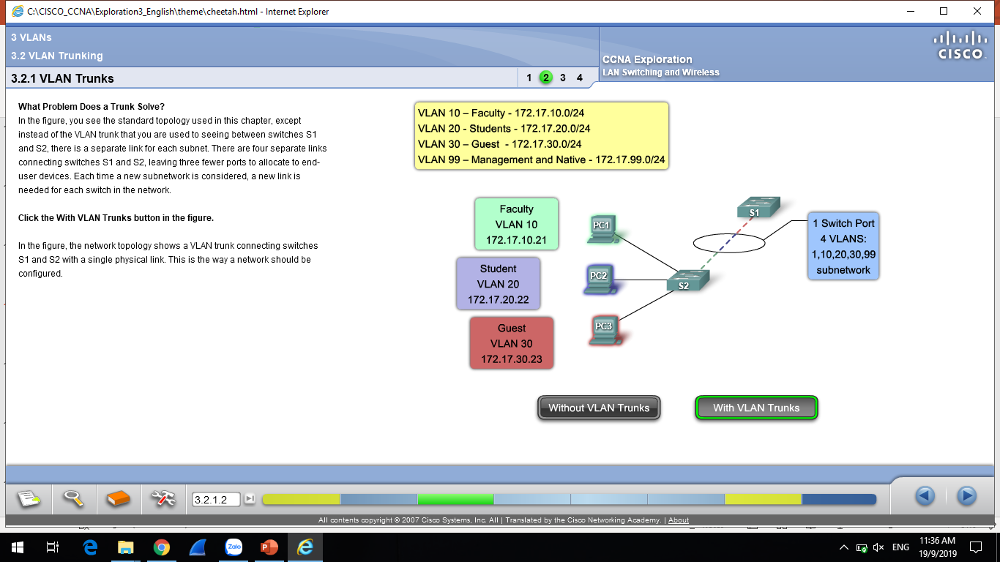 C:\CISCO_CCNA\Exploration3_English\theme\cheetah.html - Internet Explorer
3 VLANs
3.2 VLAN Trunking
CCNA Exploration
LAN Switching and Wireless
CISCO
3.2.1 VLAN Trunks
1 2 3 4
What Problem Does a Trunk Solve?
In the figure, you see the standard topology used in this chapter, except
instead of the VLAN trunk that you are used to seeing between switches S1
and S2, there is a separate link for each subnet. There are four separate links
connecting switches S1 and S2, leaving three fewer ports to allocate to end-
user devices. Each time a new subnetwork is considered, a new link is
needed for each switch in the network.
Click the With VLAN Trunks button in the figure.
In the figure, the network topology shows a VLAN trunk connecting switches
S1 and S2 with a single physical link. This is the way a network should be
configured.
VLAN 10 – Faculty - 172.17.10.0/24
VLAN 20 - Students - 172.17.20.0/24
VLAN 30 – Guest - 172.17.30.0/24
VLAN 99 – Management and Native - 172.17.99.0/24
Faculty
VLAN 10
172.17.10.21
Student
VLAN 20
172.17.20.22
Guest
VLAN 30
172.17.30.23
PC1
PC2
PC3
S1
S2
1 Switch Port
4 VLANS:
1,10,20,30,99
subnetwork
Without VLAN Trunks
With VLAN Trunks
3.2.1.2
All contents copyright © 2007 Cisco Systems, Inc. All | Translated by the Cisco Networking Academy. | About
Zalo
ENG
11:36 AM
19/9/2019